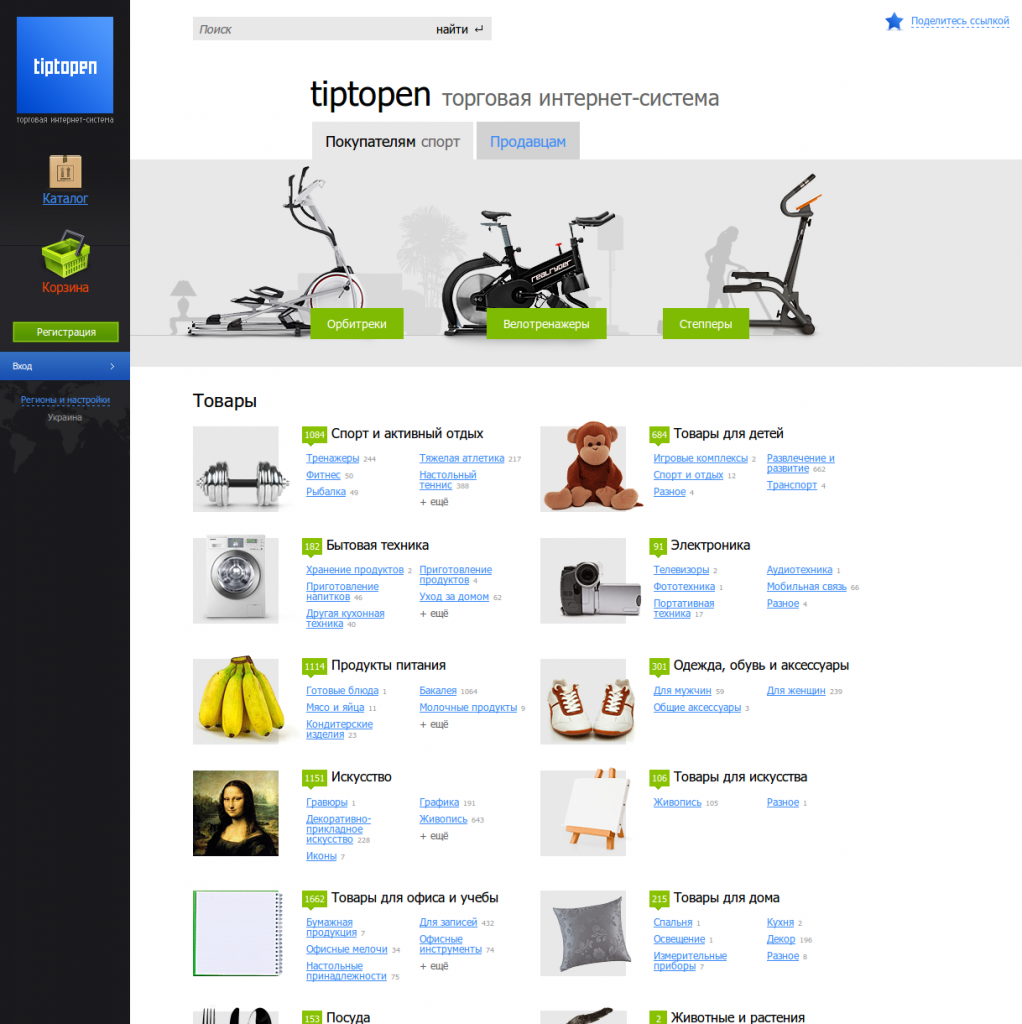 tiptopen
торговая интернет-система
Каталог
Корзина
Регистрация
Вход
Регионы и настройки
Украина
Поиск
найти ↵
Поделитесь ссылкой
tiptopen торговая интернет-система
Покупателям спорт
Продавцам
realryder
Орбитреки
Велотренажеры
Степперы
Товары
1084 Спорт и активный отдых
Тренажеры 244
Фитнес 50
Рыбалка 49
Тяжелая атлетика 217
Настольный
теннис 388
+ ещё
684 Товары для детей
Игровые комплексы 2
Спорт и отдых 12
Разное 4
Развлечение и
развитие 662
Транспорт 4
182 Бытовая техника
Хранение продуктов 2
Приготовление
напитков 46
Другая кухонная
техника 40
Приготовление
продуктов 4
Уход за домом 62
+ ещё
91 Электроника
Телевизоры 2
Фототехника 1
Портативная
техника 17
Аудиотехника 1
Мобильная связь 66
Разное 4
1114 Продукты питания
Готовые блюда 1
Мясо и яйца 11
Кондитерские
изделия 23
Бакалея 1064
Молочные продукты 9
+ ещё
301 Одежда, обувь и аксессуары
Для мужчин 59
Общие аксессуары 3
Для женщин 239
1151 Искусство
Гравюры 1
Декоративно-
прикладное
искусство 228
Иконы 7
Графика 191
Живопись 643
+ ещё
106 Товары для искусства
Живопись 105
Разное 1
1662 Товары для офиса и учебы
Бумажная
продукция 7
Офисные мелочи 34
Настольные
принадлежности 75
Для записей 432
Офисные
инструменты 74
+ ещё
215 Товары для дома
Спальня 1
Освещение 1
Измерительные
приборы 7
Кухня 2
Декор 196
Разное 8
153 Посуда
2 Животные и растения